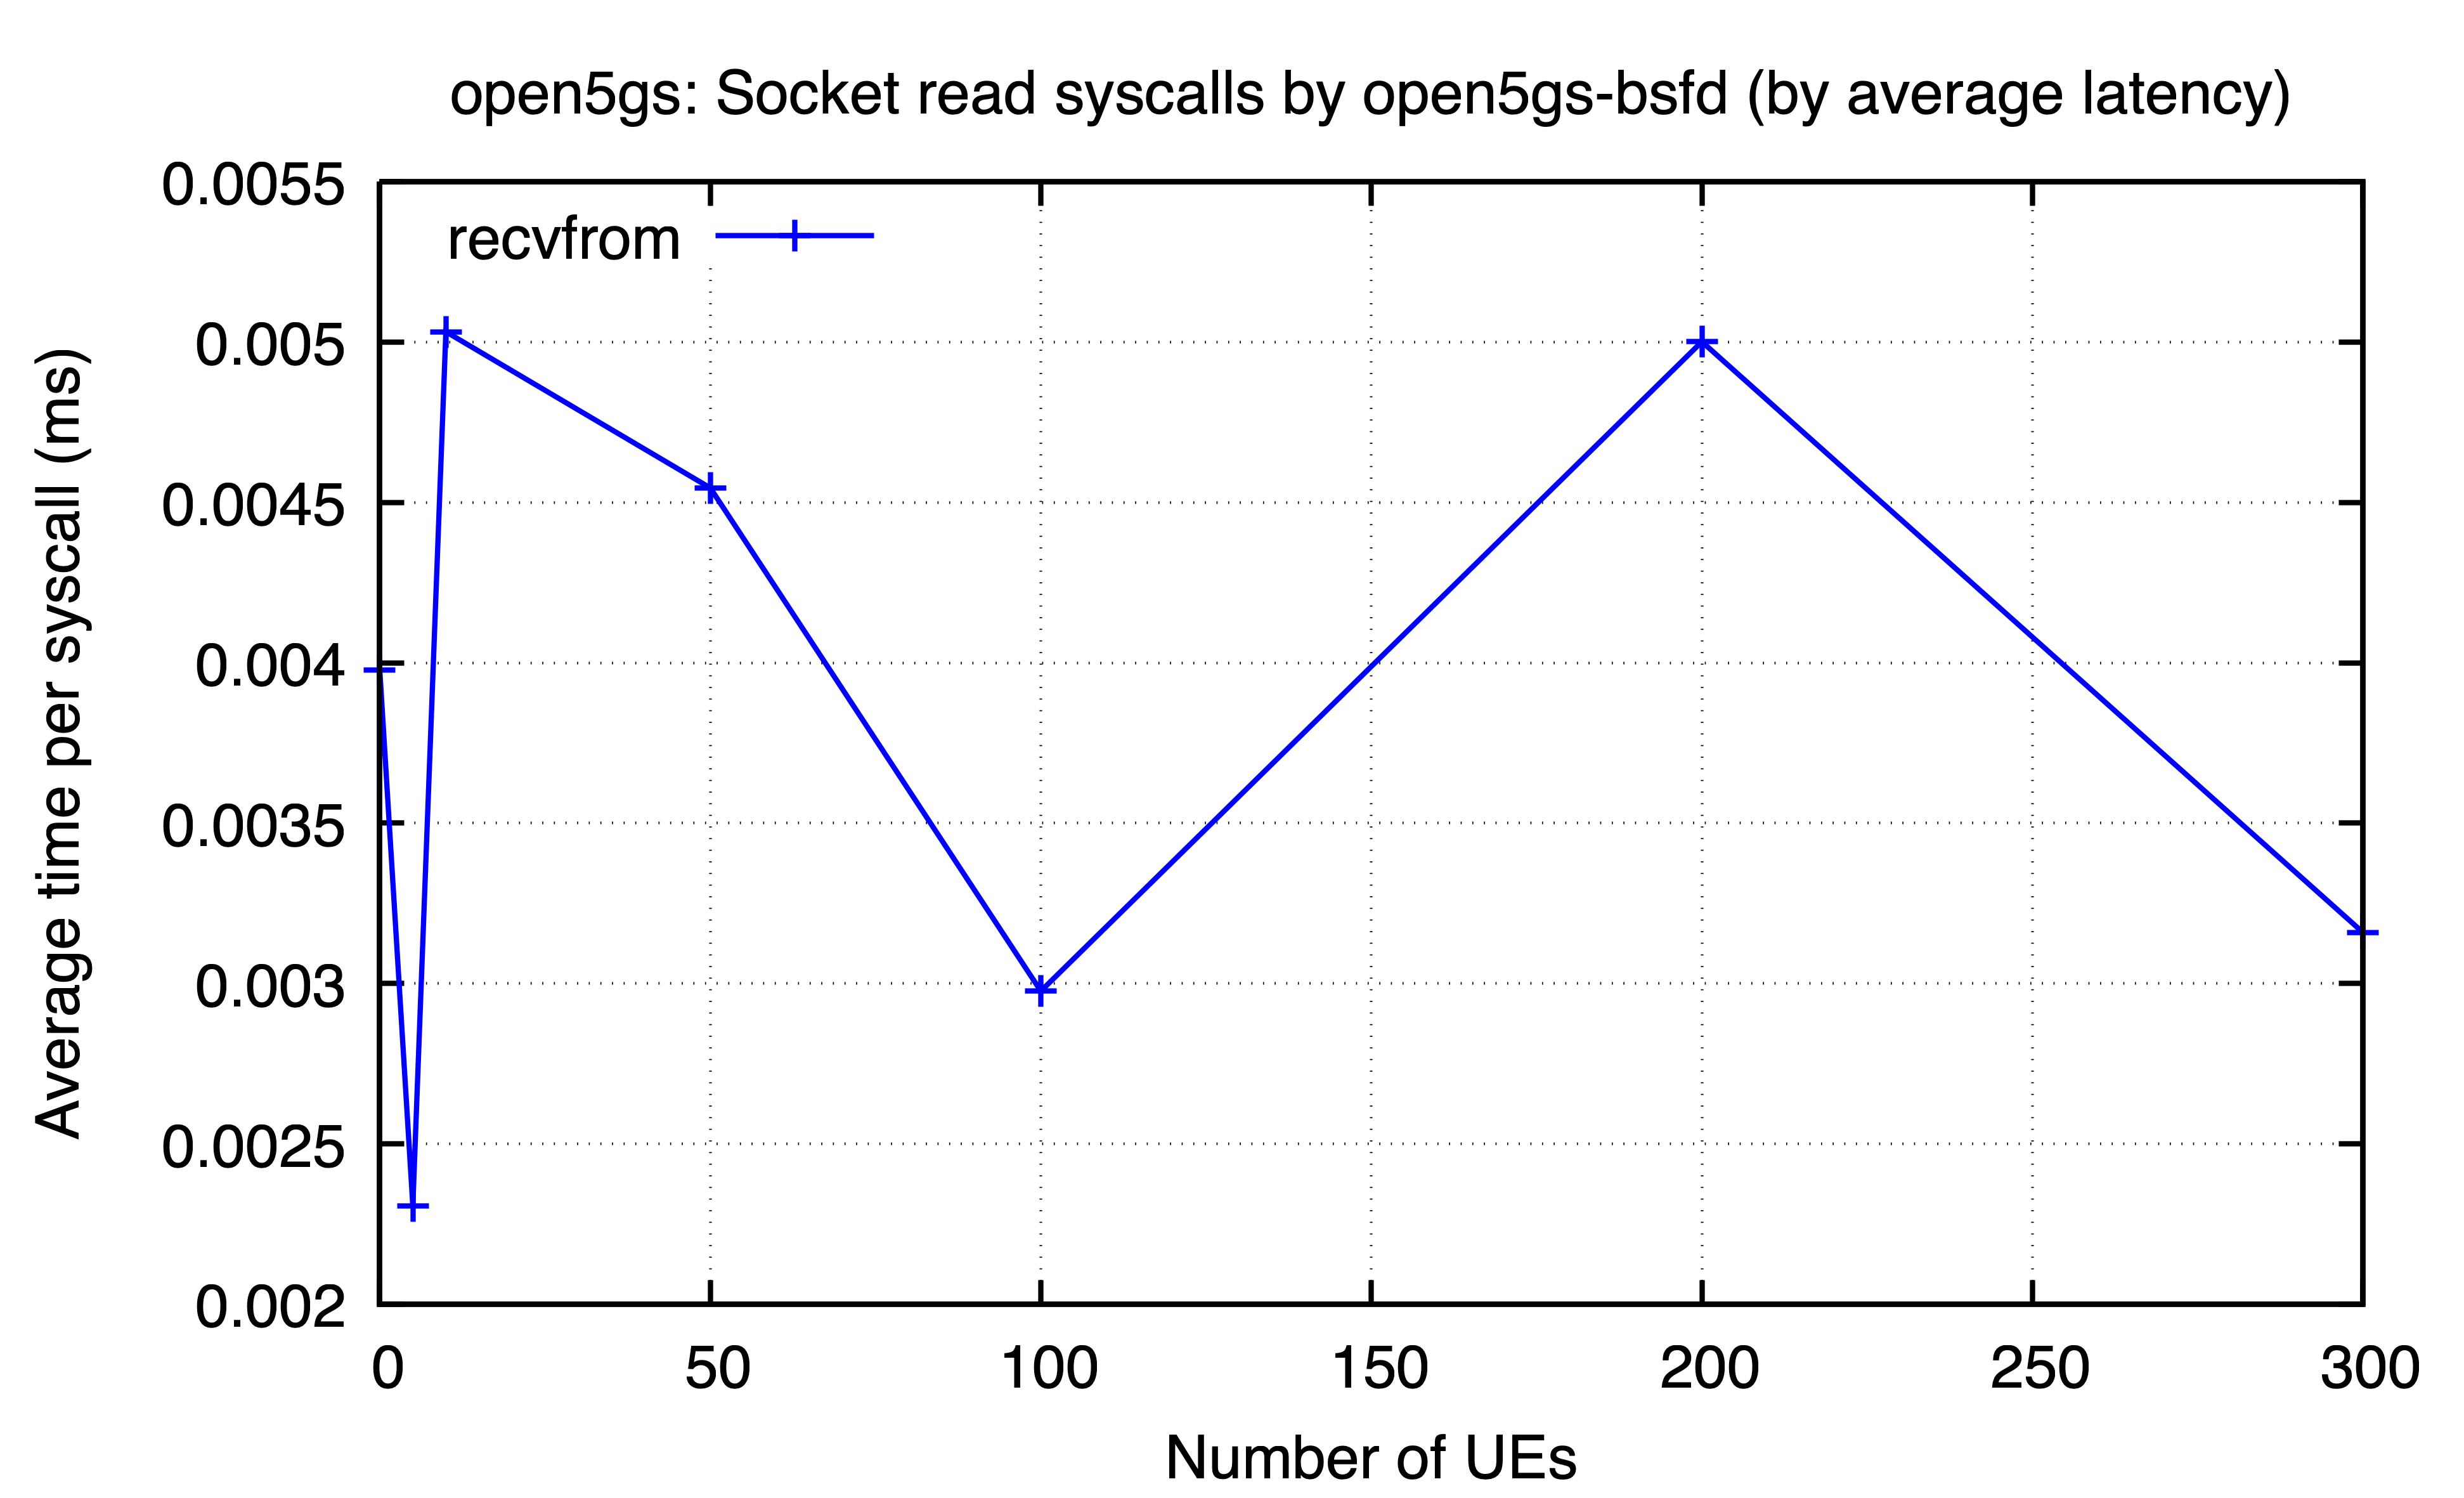 open5gs: Socket read syscalls by open5gs-bsfd (by average latency)
0.0055
recvfrom
0.005
0.0045
0.004
0.0035
0.003
0.0025
0.002
Average time per syscall (ms)
0 50 100 150 200 250 300
Number of UEs